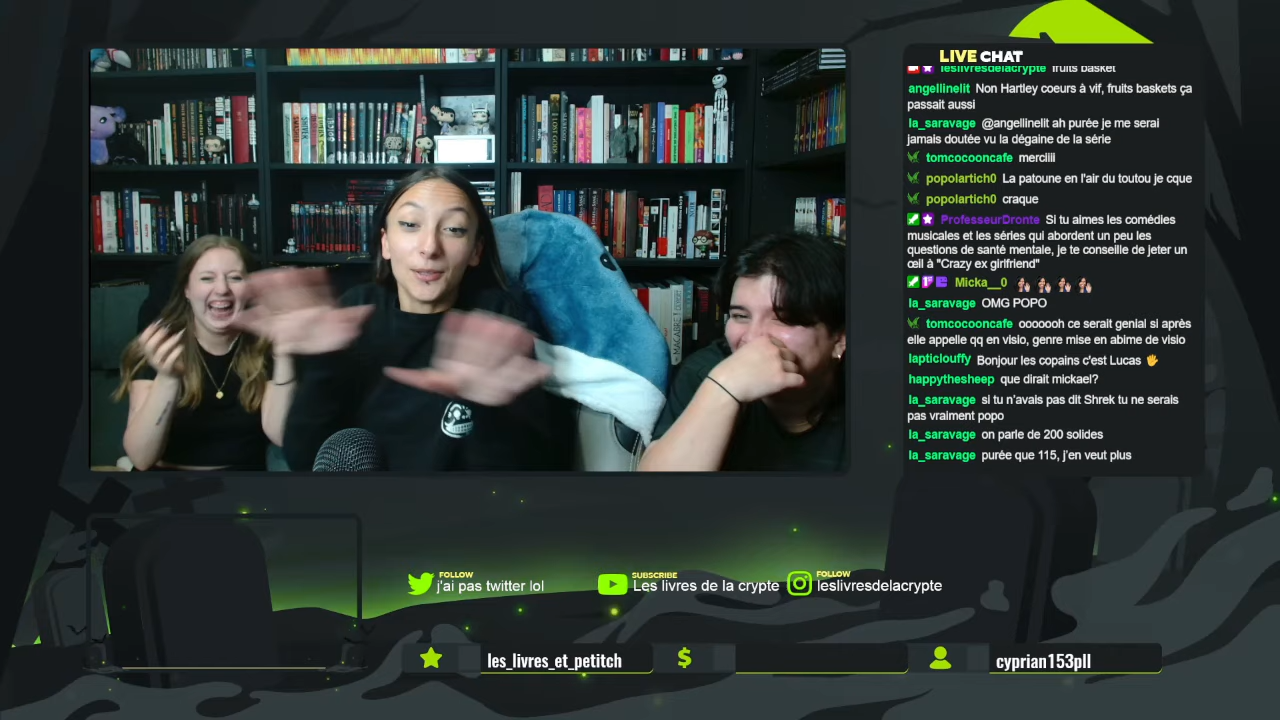 LIVE CHAT
leslivresdelacrypte fruits basket
angellinelit Non Hartley coeurs à vif, fruits baskets ça
passait aussi
la_saravage @angellinelit ah purée je me serai
jamais doutée vu la dégaine de la série
tomcocooncafe merciiii
popolartich0 La patoune en l'air du toutou je cque
popolartich0 craque
ProfesseurDronte Si tu aimes les comédies
musicales et les séries qui abordent un peu les
questions de santé mentale, je te conseille de jeter un
œil à "Crazy ex girlfriend"
Micka__0
la_saravage OMG POPO
tomcocooncafe ooooooh ce serait genial si après
elle appelle qq en visio, genre mise en abime de visio
lapticlouffy Bonjour les copains c'est Lucas 🖐
happythesheep que dirait mickael?
la_saravage si tu n'avais pas dit Shrek tu ne serais
pas vraiment popo
la_saravage on parle de 200 solides
la_saravage purée que 115, j'en veut plus
FOLLOW
j'ai pas twitter lol
SUBSCRIBE
Les livres de la crypte
FOLLOW
leslivresdelacrypte
les_livres_et_petitch
$
cyprian153pll